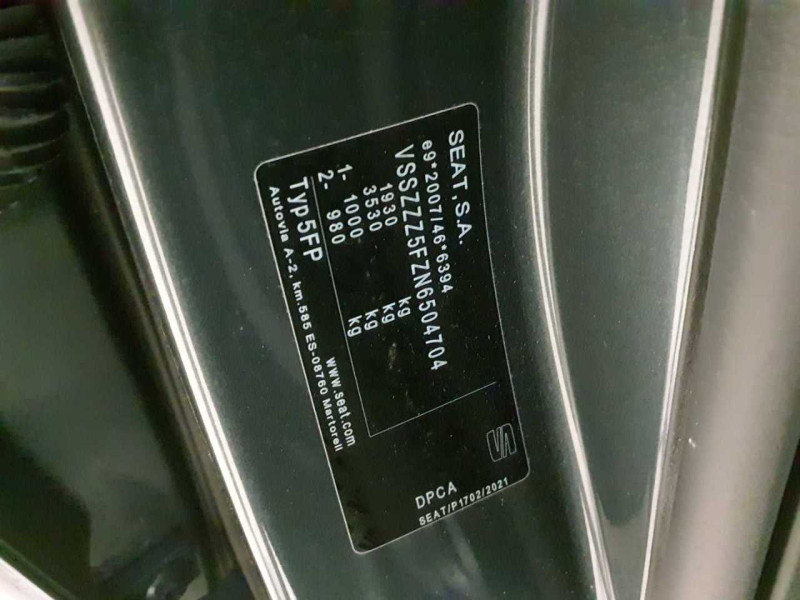 SEAT, S.A.
e9*2007/46*6394
VSSZZZ5FZN6504704
1930 kg
3530 kg
1- 1000 kg
2- 980 kg
Typ5FP www.seat.com
Autovia A-2, km.585 ES-08760 Martorell
DPCA
SEAT/P1702/2021